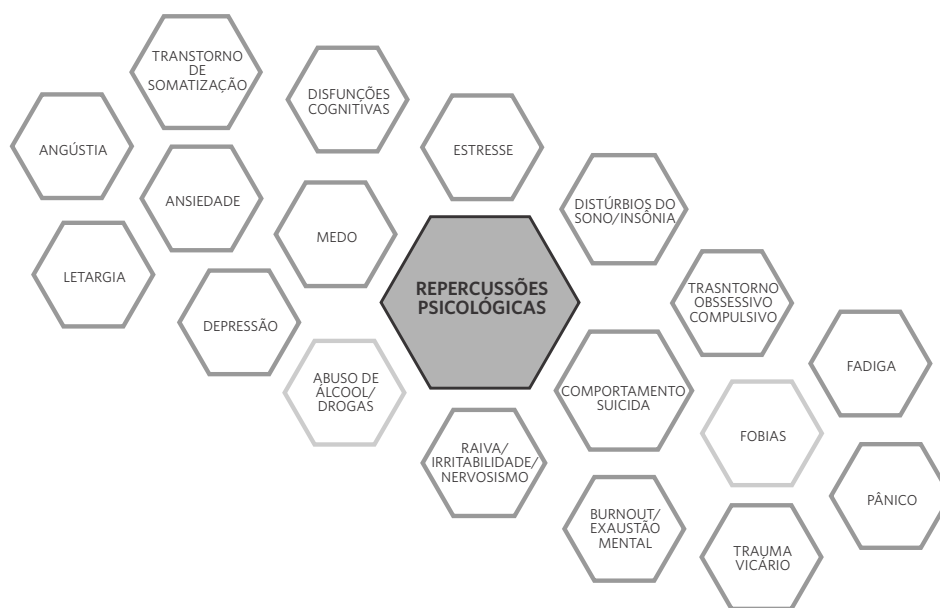 TRANSTORNO
DE
SOMATIZAÇÃO
DISFUNÇÕES
COGNITIVAS
ANGÚSTIA
ESTRESSE
ANSIEDADE
DISTÚRBIOS DO
SONO/INSÔNIA
MEDO
LETARGIA
REPERCUSSÕES
PSICOLÓGICAS
TRASNTORNO
OBSSESSIVO
COMPULSIVO
DEPRESSÃO
FADIGA
ABUSO DE
ÁLCOOL/
DROGAS
COMPORTAMENTO
SUICIDA
FOBIAS
RAIVA/
IRRITABILIDADE/
NERVOSISMO
PÂNICO
BURNOUT/
EXAUSTÃO
MENTAL
TRAUMA
VICÁRIO